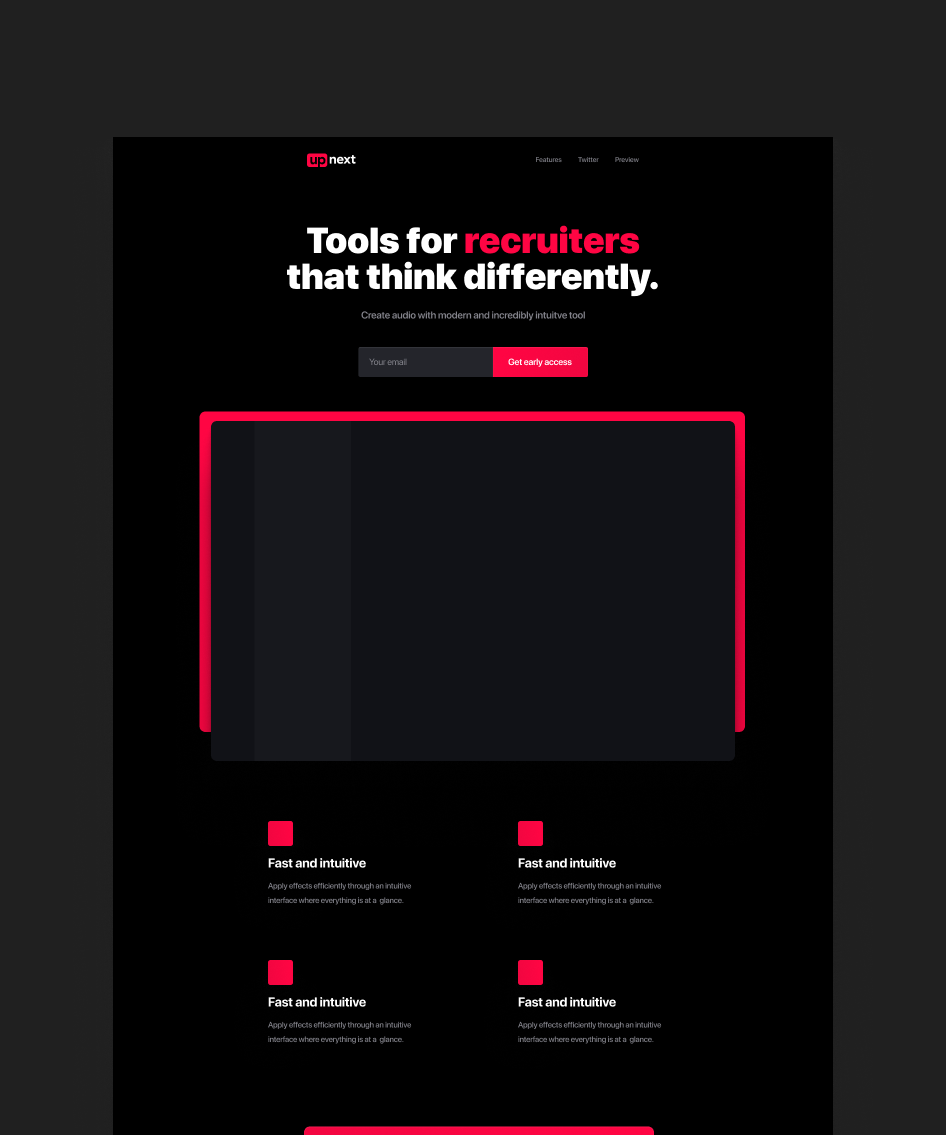 up next
Features Twitter Preview
Tools for recruiters
that think differently.
Create audio with modern and incredibly intuitve tool
Your email Get early access
Fast and intuitive
Apply effects efficiently through an intuitive
interface where everything is at a glance.
Fast and intuitive
Apply effects efficiently through an intuitive
interface where everything is at a glance.
Fast and intuitive
Apply effects efficiently through an intuitive
interface where everything is at a glance.
Fast and intuitive
Apply effects efficiently through an intuitive
interface where everything is at a glance.